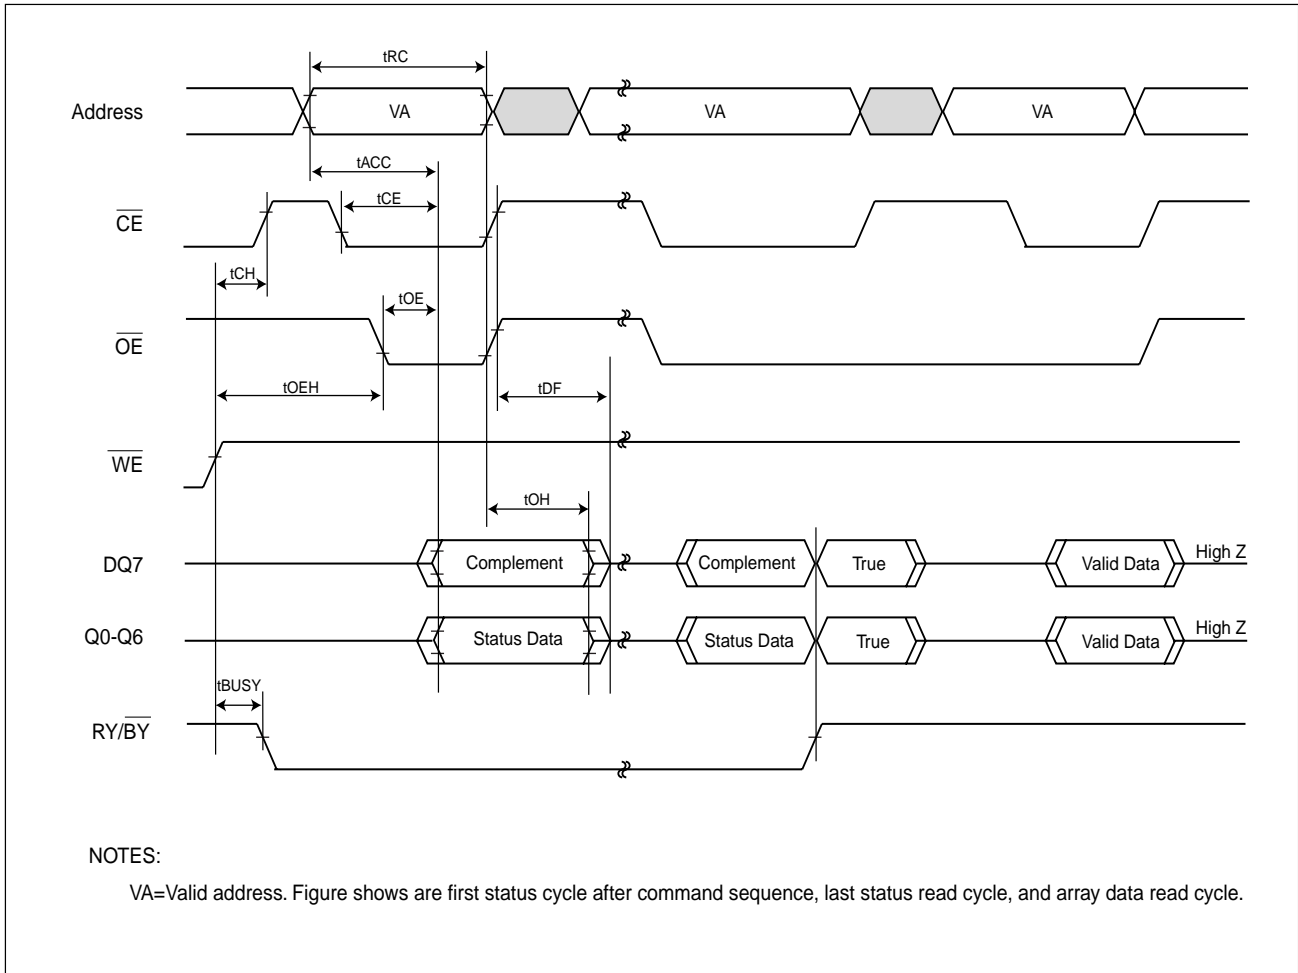 tRC
Address VA VA VA
tACC
tCE
CE
tCH
tOE
OE
tOEH tDF
WE
tOH
DQ7 Complement Complement True Valid Data High Z
Q0-Q6 Status Data Status Data True Valid Data High Z
tBUSY
RY/BY
NOTES:
VA=Valid address. Figure shows are first status cycle after command sequence, last status read cycle, and array data read cycle.